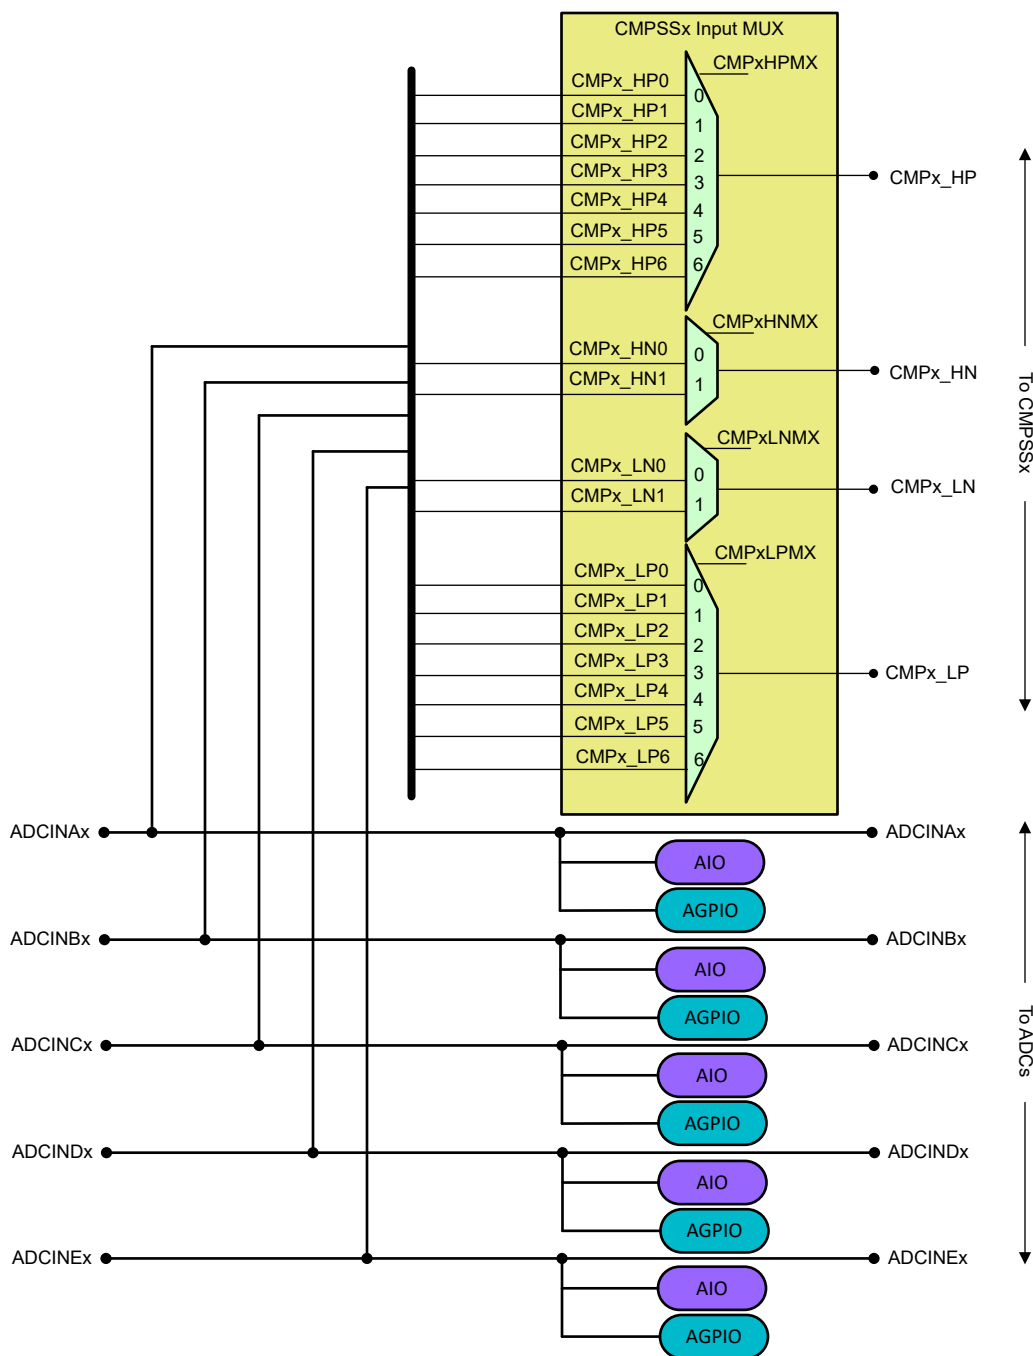 CMPSSx Input MUX
CMPxHPMX
CMPx_HP0
0
CMPx_HP1
1
CMPx_HP2
2
CMPx_HP3
3
CMPx_HP4
4
CMPx_HP5
5
CMPx_HP6
6
CMPx_HP
CMPxHNMX
CMPx_HN0
0
CMPx_HN1
1
CMPx_HN
CMPxLNMX
CMPx_LN0
0
CMPx_LN1
1
CMPx_LN
CMPxLPMX
CMPx_LP0
0
CMPx_LP1
1
CMPx_LP2
2
CMPx_LP3
3
CMPx_LP4
4
CMPx_LP5
5
CMPx_LP6
6
CMPx_LP
To CMPSSx
ADCINAx
ADCINAx
AIO
AGPIO
ADCINBx
ADCINBx
AIO
AGPIO
ADCINCx
ADCINCx
AIO
AGPIO
ADCINDx
ADCINDx
AIO
AGPIO
ADCINEx
ADCINEx
AIO
AGPIO
To ADCs